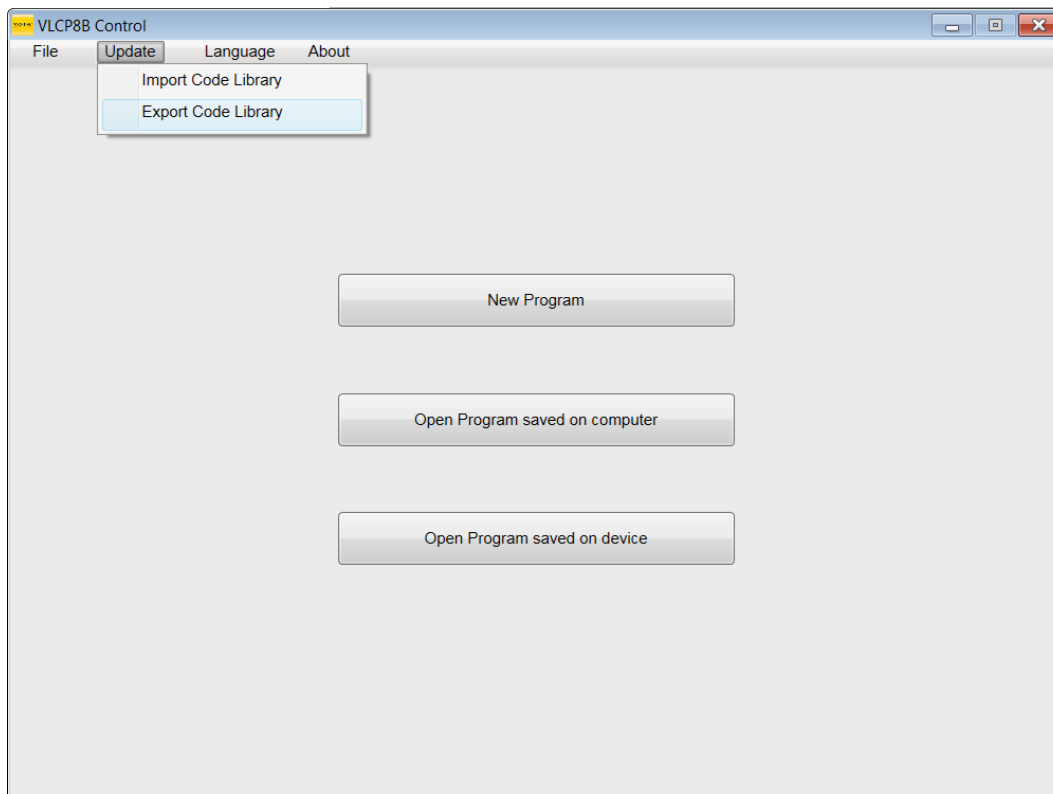 VLCP8B Control
File Update Language About
Import Code Library
Export Code Library
New Program
Open Program saved on computer
Open Program saved on device